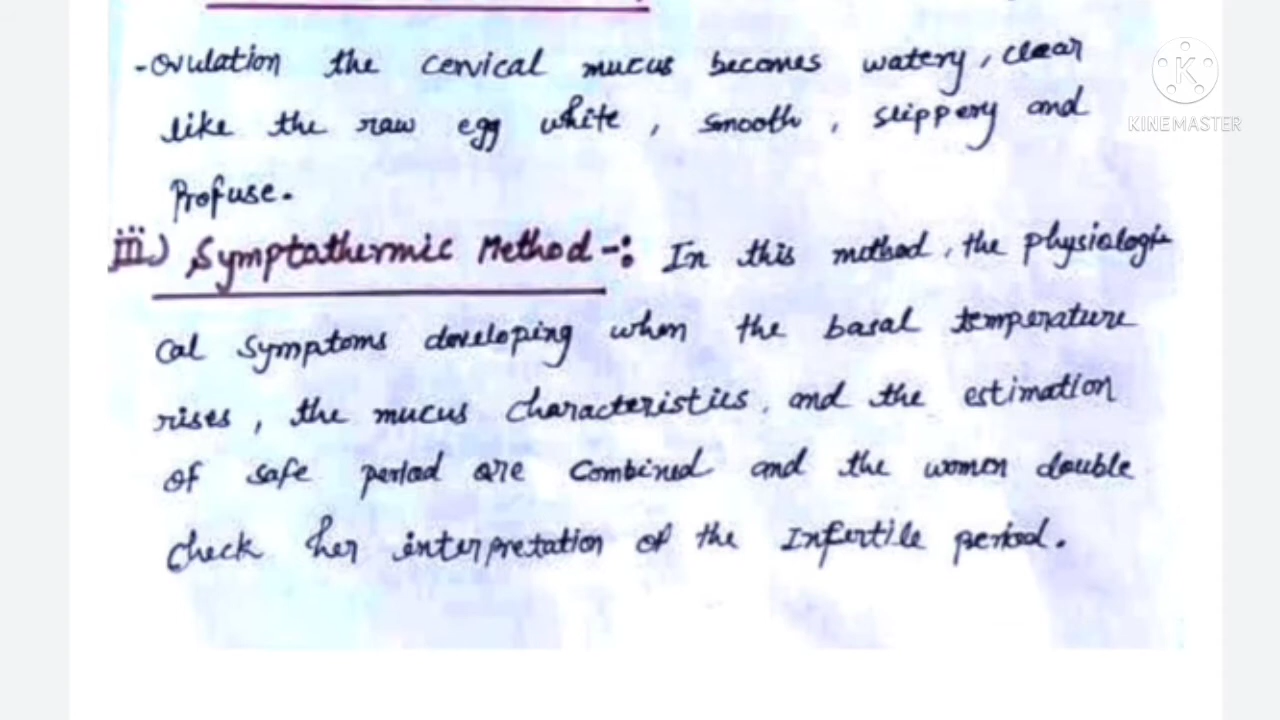 -ovulation the cervical mucus becomes watery, clear
like the raw egg white, smooth, slippery and
Profuse.
iii) Symptathermic Method -: In this method, the physiologi-
cal symptoms developing when the basal temperature
rises, the mucus characteristics, and the estimation
of safe period are combined and the women double
check her interpretation of the Infertile period.
KINEMASTER